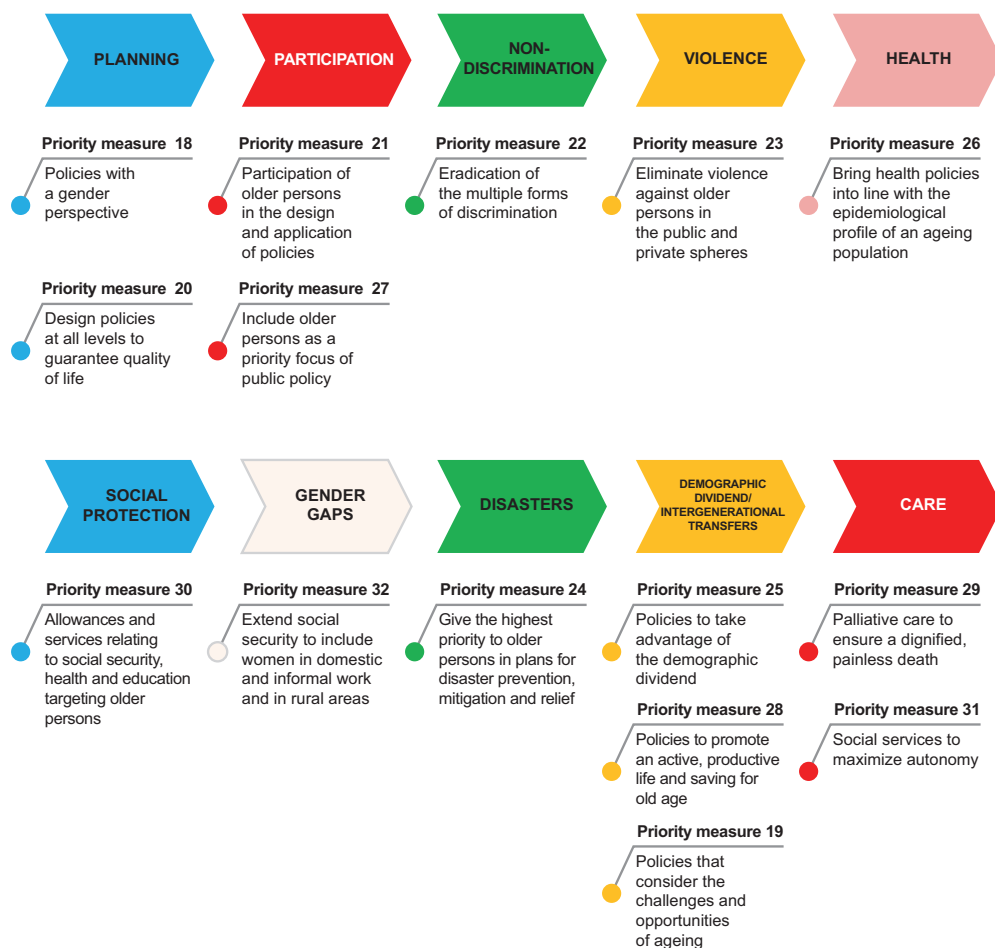 PLANNING
PARTICIPATION
NON-
DISCRIMINATION
VIOLENCE
HEALTH
Priority measure 18
Policies with
a gender
perspective
Priority measure 20
Design policies
at all levels to
guarantee quality
of life
Priority measure 21
Participation of
older persons
in the design
and application
of policies
Priority measure 27
Include older
persons as a
priority focus of
public policy
Priority measure 22
Eradication of
the multiple forms
of discrimination
Priority measure 23
Eliminate violence
against older
persons in
the public and
private spheres
Priority measure 26
Bring health policies
into line with the
epidemiological
profile of an ageing
population
SOCIAL
PROTECTION
GENDER
GAPS
DISASTERS
DEMOGRAPHIC
DIVIDEND/
INTERGENERATIONAL
TRANSFERS
CARE
Priority measure 30
Allowances and
services relating
to social security,
health and education
targeting older
persons
Priority measure 32
Extend social
security to include
women in domestic
and informal work
and in rural areas
Priority measure 24
Give the highest
priority to older
persons in plans for
disaster prevention,
mitigation and relief
Priority measure 25
Policies to take
advantage of
the demographic
dividend
Priority measure 28
Policies to promote
an active, productive
life and saving for
old age
Priority measure 19
Policies that
consider the
challenges and
opportunities
of ageing
Priority measure 29
Palliative care to
ensure a dignified,
painless death
Priority measure 31
Social services to
maximize autonomy